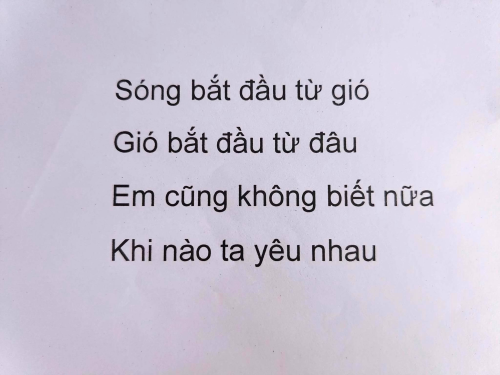 Sóng bắt đầu từ gió
Gió bắt đầu từ đâu
Em cũng không biết nữa
Khi nào ta yêu nhau